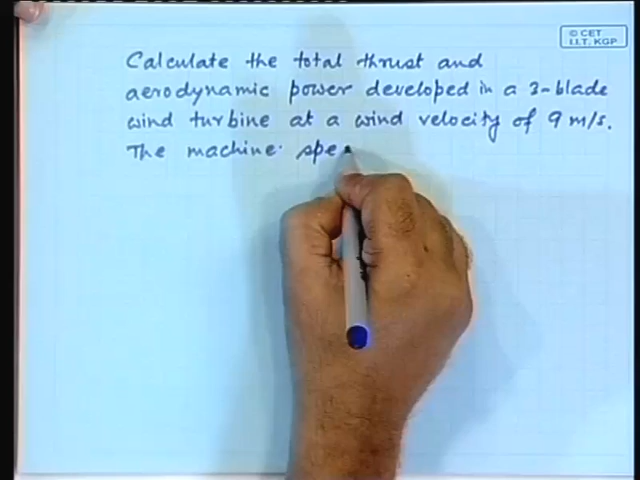 © CET
I.I.T. KGP
Calculate the total thrust and
aerodynamic power developed in a 3-blade
wind turbine at a wind velocity of 9 m/s.
The machine spe